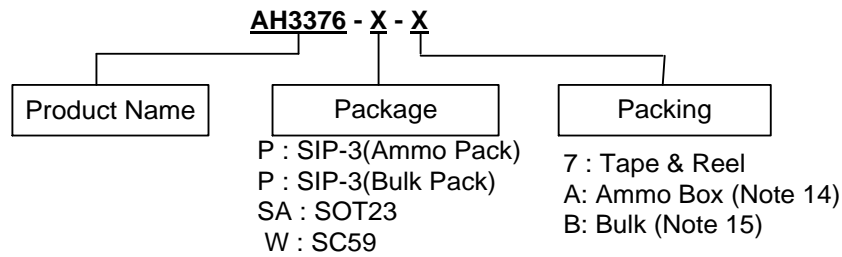 AH3376 - X - X
Product Name
Package
Packing
P : SIP-3(Ammo Pack)
P : SIP-3(Bulk Pack)
SA : SOT23
W : SC59
7 : Tape & Reel
A: Ammo Box (Note 14)
B: Bulk (Note 15)